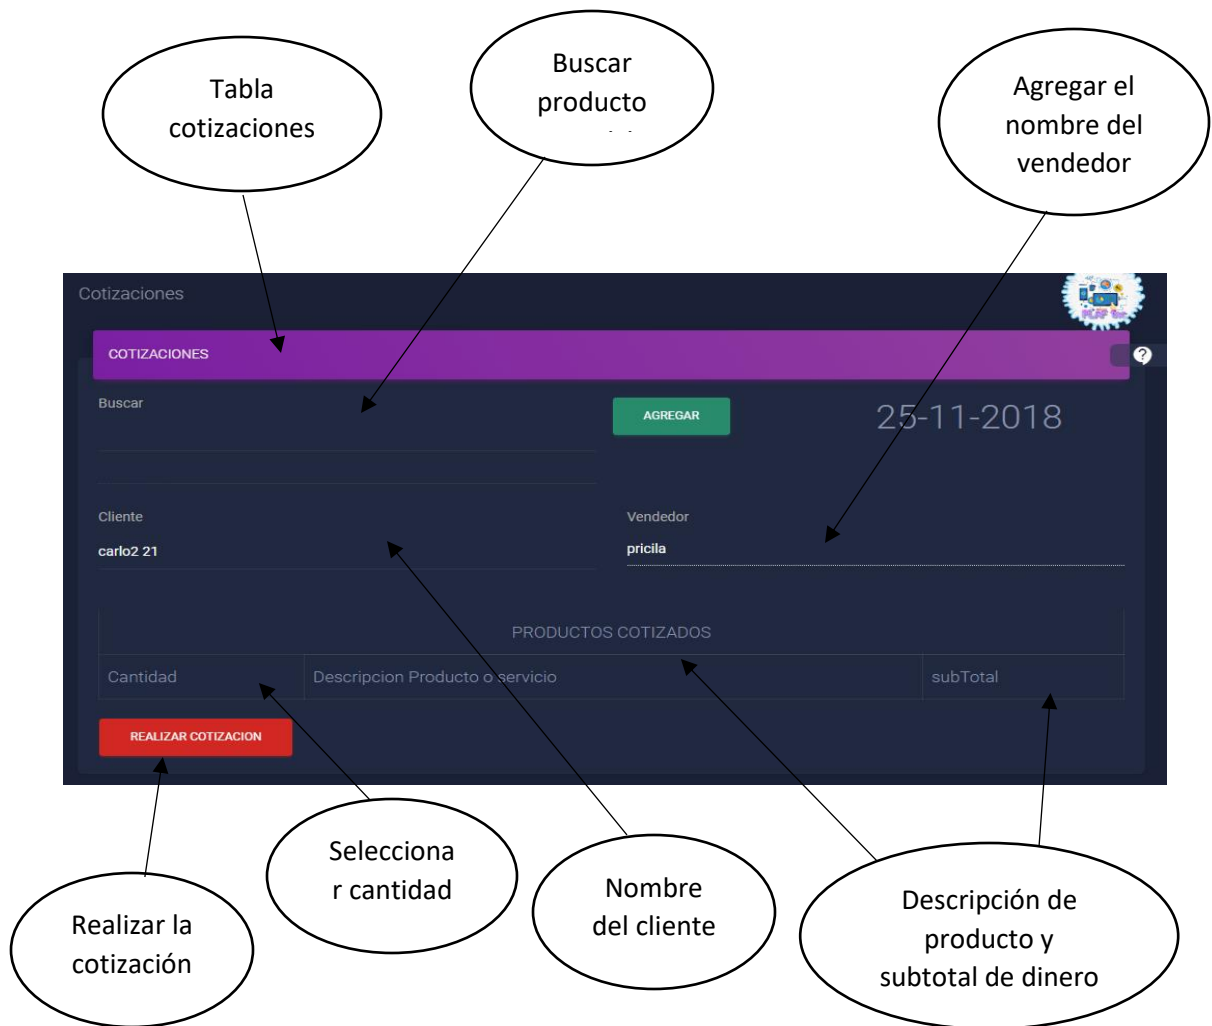 Tabla
cotizaciones
Buscar
producto
Agregar el
nombre del
vendedor
Cotizaciones
COTIZACIONES
?
Buscar
AGREGAR
25-11-2018
Cliente
Vendedor
carlo2 21
pricila
PRODUCTOS COTIZADOS
Cantidad
Descripcion Producto o servicio
subTotal
REALIZAR COTIZACION
Selecciona
r cantidad
Nombre
del cliente
Descripción de
producto y
subtotal de dinero
Realizar la
cotización